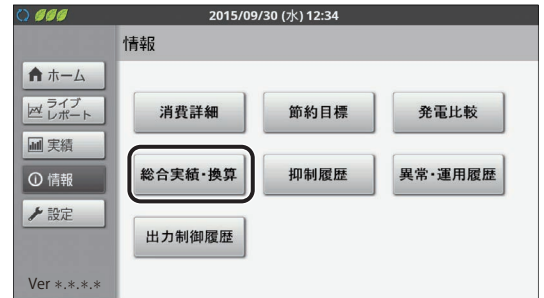 2015/09/30 (水) 12:34
情報
ホーム
ライブ
レポート
実績
情報
設定
消費詳細
節約目標
発電比較
総合実績・換算
抑制履歴
異常・運用履歴
出力制御履歴
Ver *.*.*.*